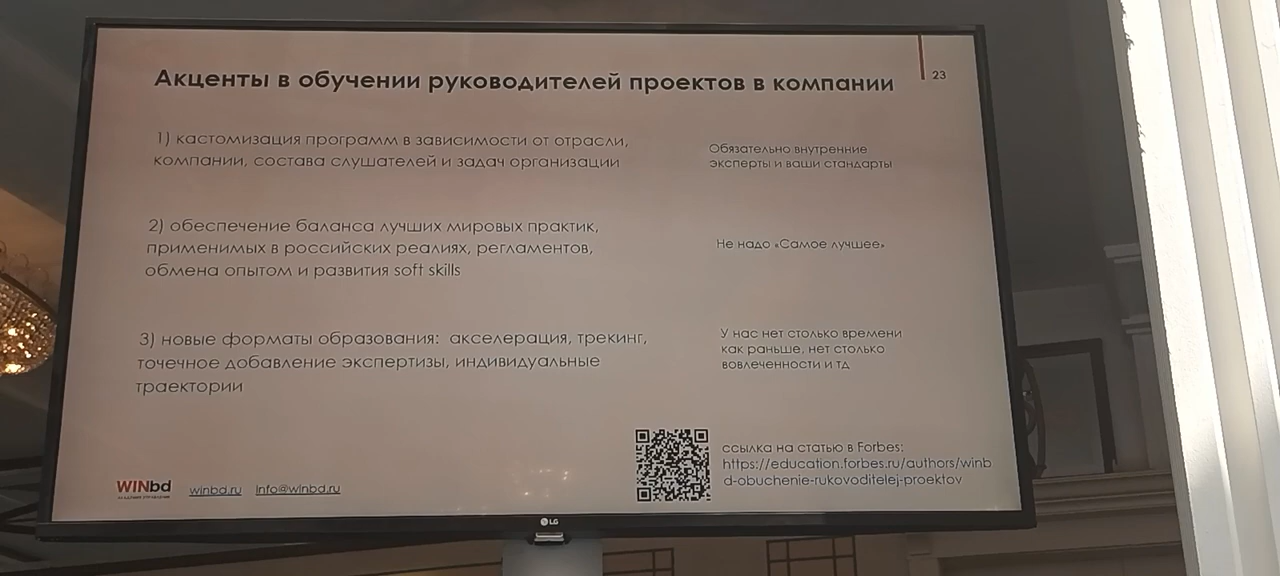 Акценты в обучении руководителей проектов в компании
23
1) кастомизация программ в зависимости от отрасли,
компании, состава слушателей и задач организации
Обязательно внутренние
эксперты и ваши стандарты
2) обеспечение баланса лучших мировых практик,
применимых в российских реалиях, регламентов,
обмена опытом и развития soft skills
Не надо «Самое лучшее»
3) новые форматы образования: акселерация, трекинг,
точечное добавление экспертизы, индивидуальные
траектории
У нас нет столько времени
как раньше, нет столько
вовлеченности и тд
ссылка на статью в Forbes:
https://education.forbes.ru/authors/winb
d-obuchenie-rukovoditelej-proektov
WINbd
АКАДЕМИЯ УПРАВЛЕНИЯ
winbd.ru info@winbd.ru
LG